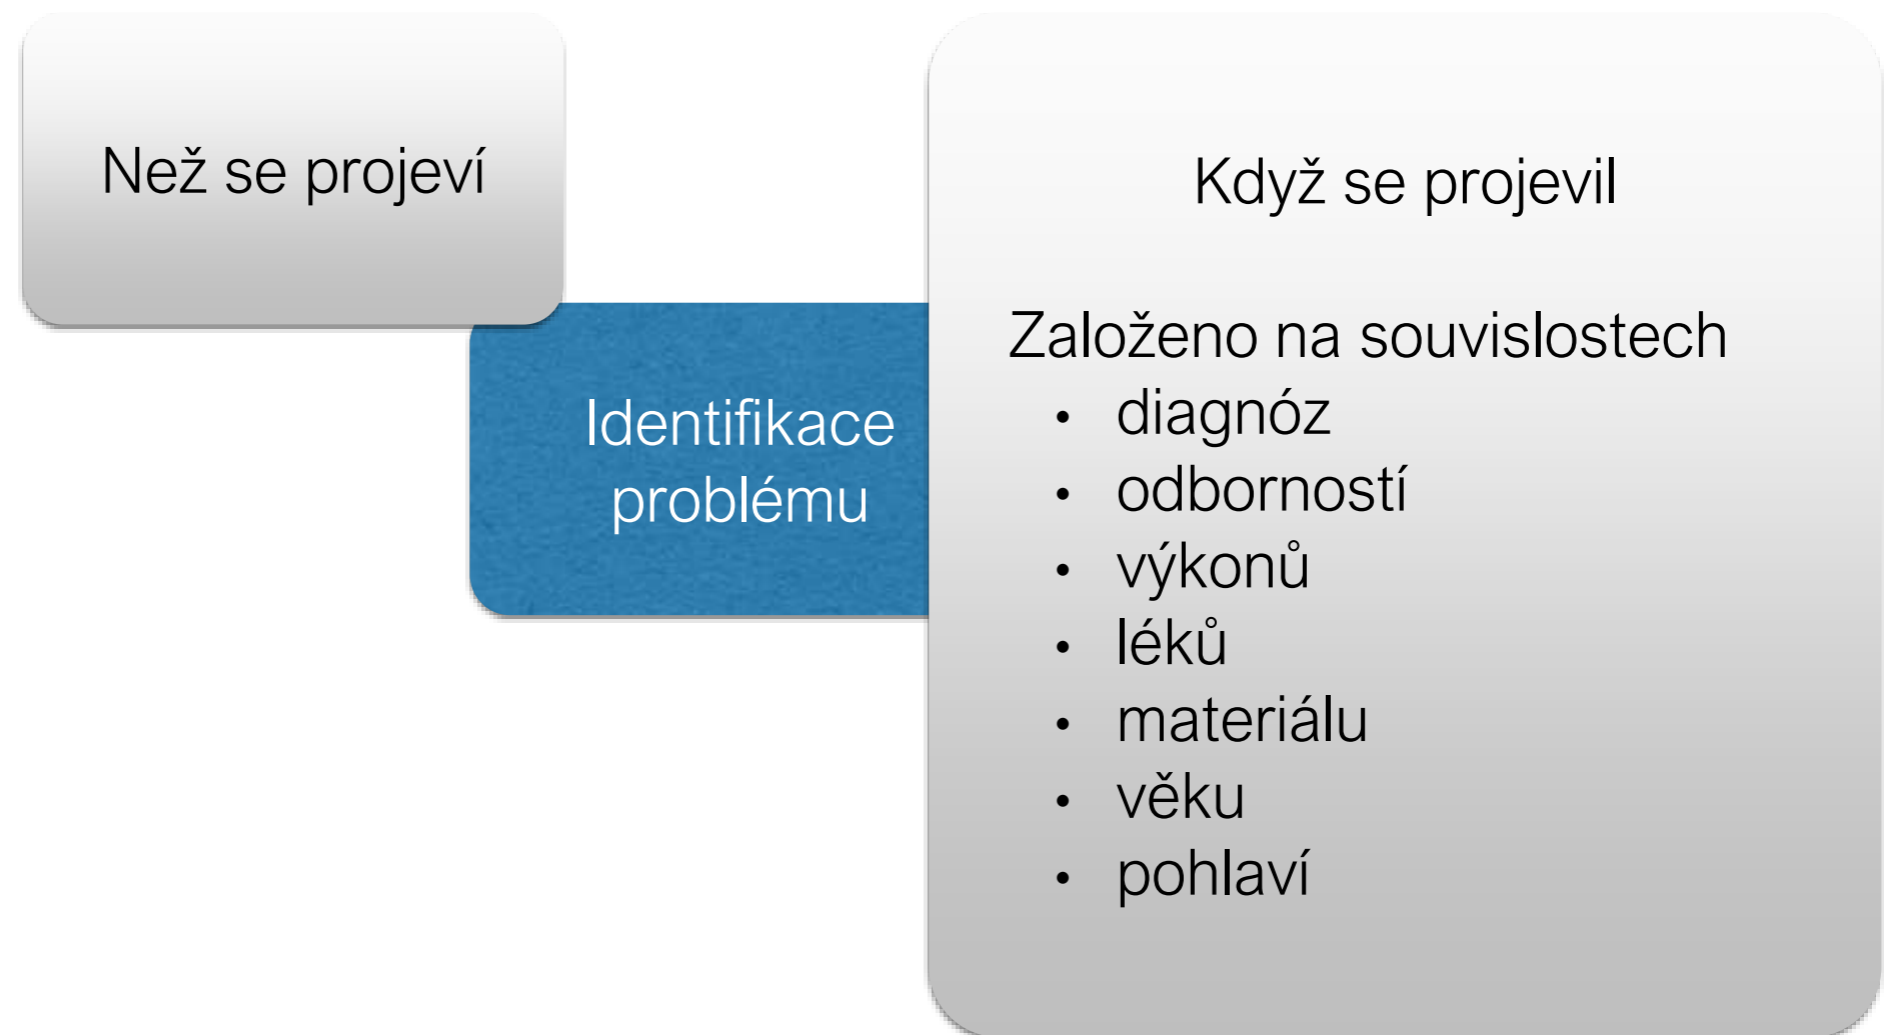 Než se projeví
Identifikace
problému
Když se projevil
Založeno na souvislostech
• diagnóz
• odborností
• výkonů
• léků
• materiálu
• věku
• pohlaví